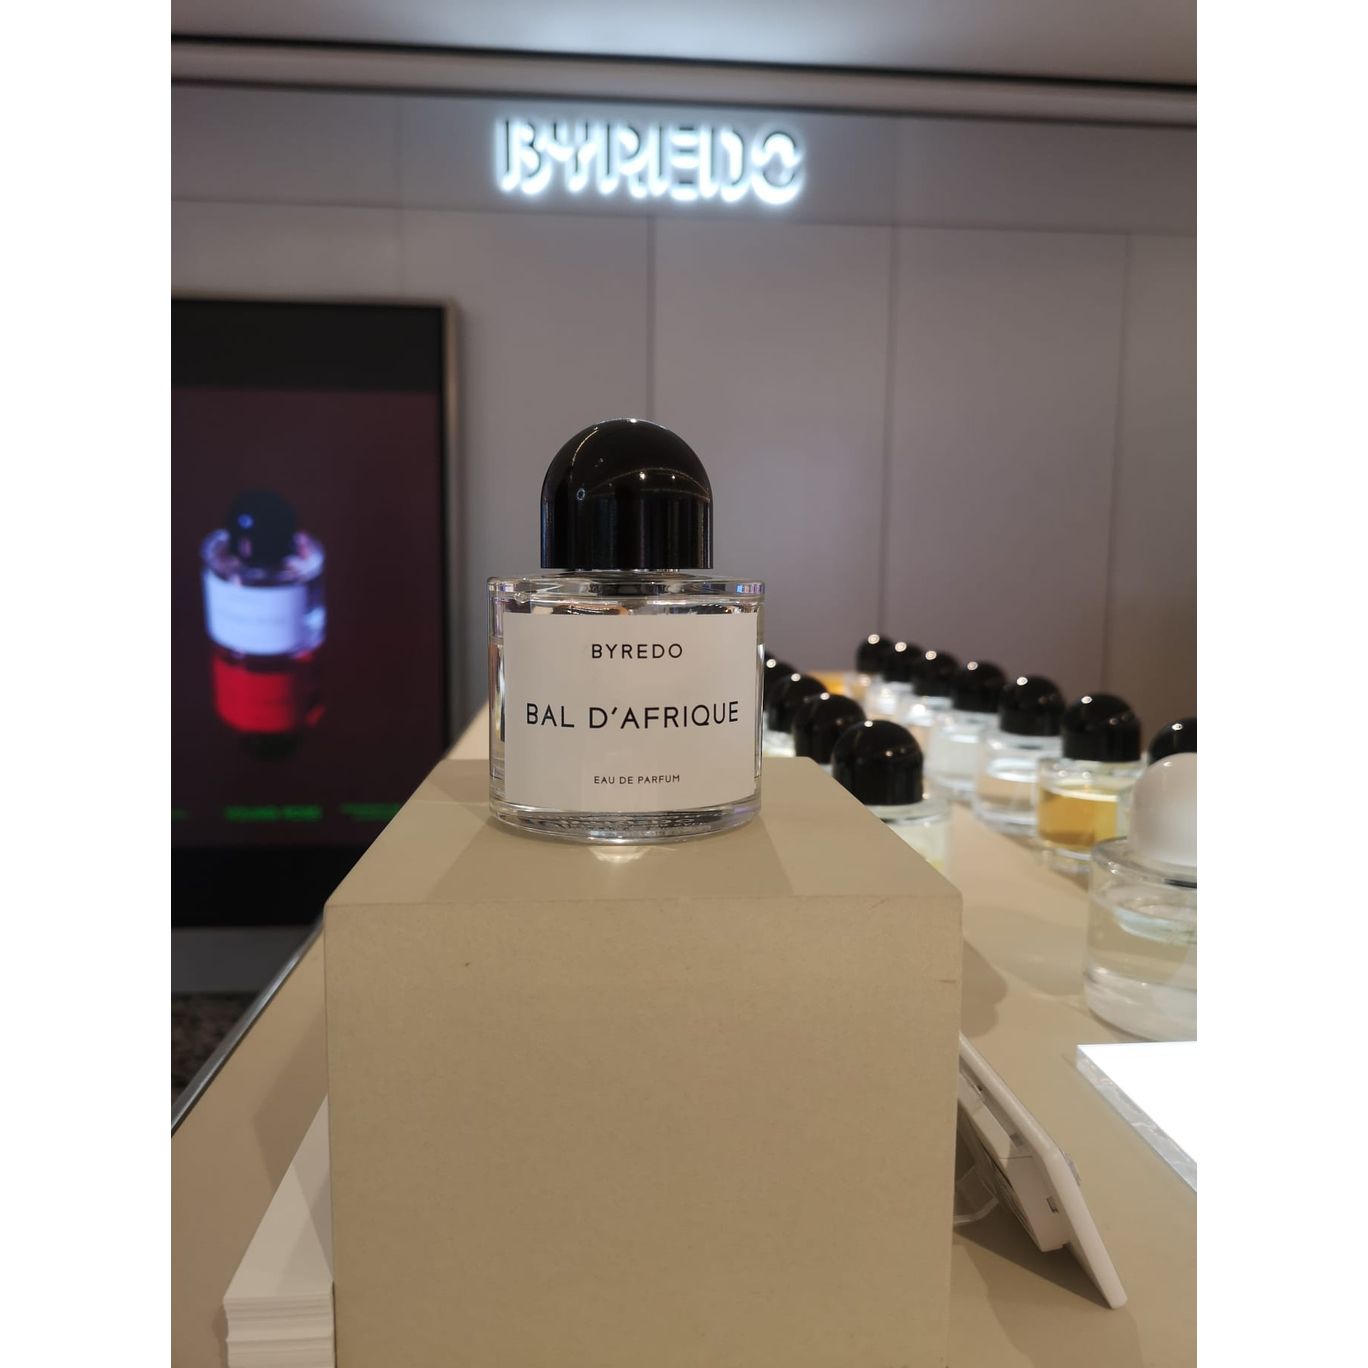 BYREDO
BYREDO
BAL D'AFRIQUE
EAU DE PARFUM